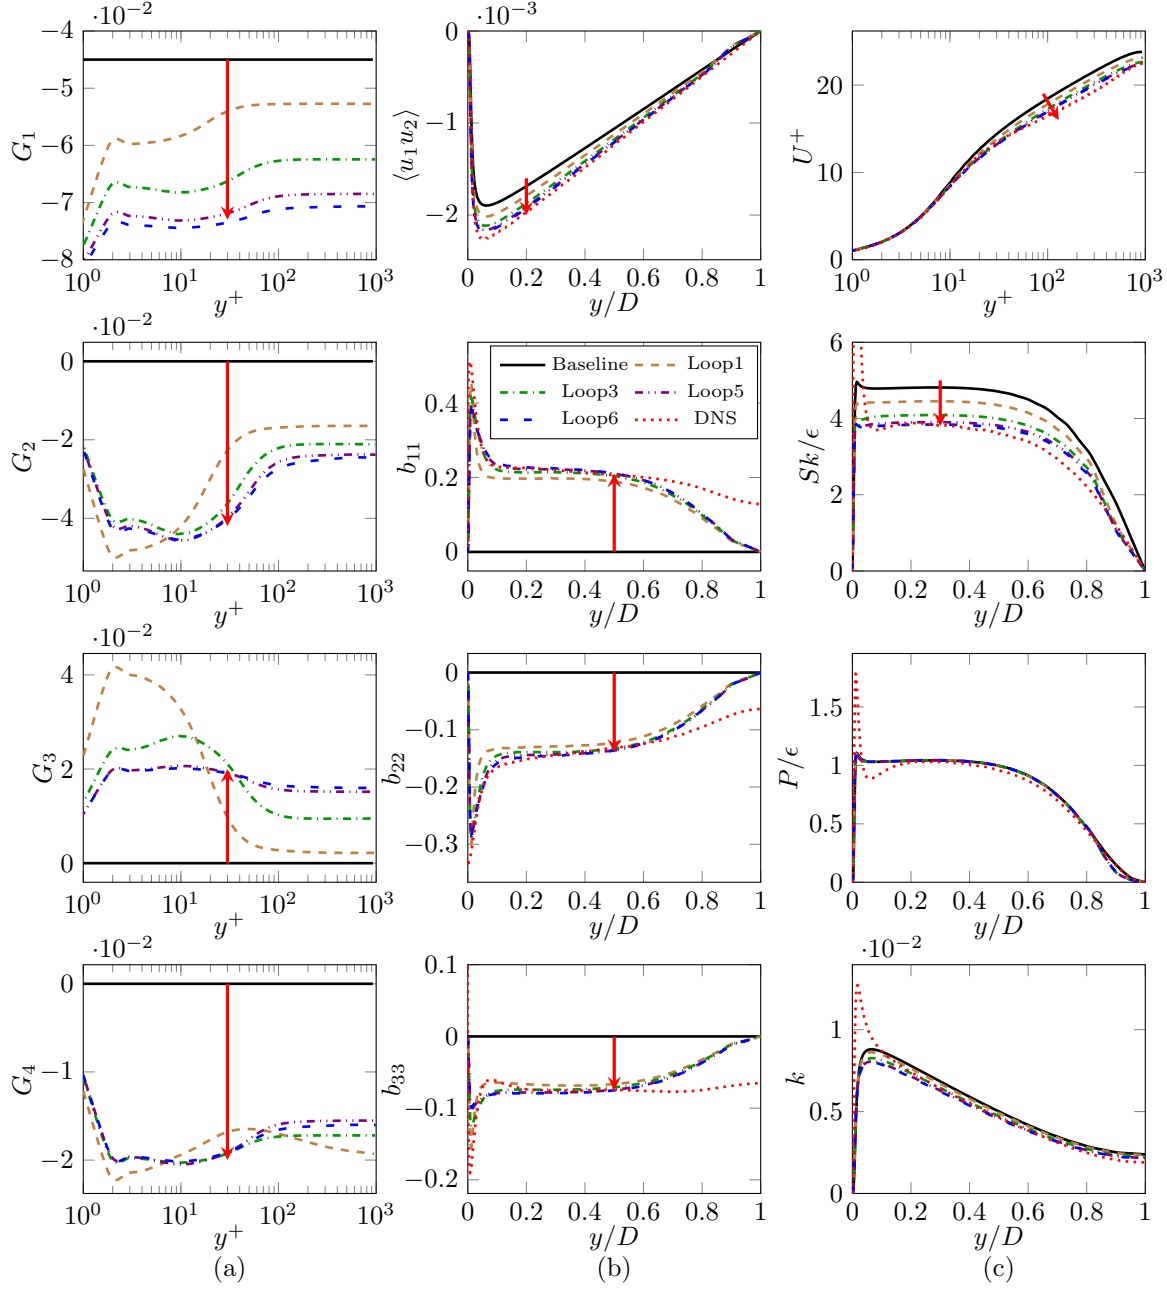 ·10⁻²
−4
−5
−6
−7
−8
G₁
10⁰ 10¹ 10² 10³
y⁺
·10⁻³
0
−1
−2
⟨u₁u₂⟩
0 0.2 0.4 0.6 0.8 1
y/D
20
10
0
U⁺
10⁰ 10¹ 10² 10³
y⁺
·10⁻²
0
−2
−4
G₂
10⁰ 10¹ 10² 10³
y⁺
0.4
0.2
0
b₁₁
Baseline Loop1
Loop3 Loop5
Loop6 DNS
0 0.2 0.4 0.6 0.8 1
y/D
6
4
2
0
Sk/ϵ
0 0.2 0.4 0.6 0.8 1
y/D
·10⁻²
4
2
0
G₃
10⁰ 10¹ 10² 10³
y⁺
0
−0.1
−0.2
−0.3
b₂₂
0 0.2 0.4 0.6 0.8 1
y/D
1.5
1
0.5
0
P/ϵ
0 0.2 0.4 0.6 0.8 1
y/D
·10⁻²
0
−1
−2
G₄
10⁰ 10¹ 10² 10³
y⁺
(a)
0.1
0
−0.1
−0.2
b₃₃
0 0.2 0.4 0.6 0.8 1
y/D
(b)
·10⁻²
1
0.5
0
k
0 0.2 0.4 0.6 0.8 1
y/D
(c)